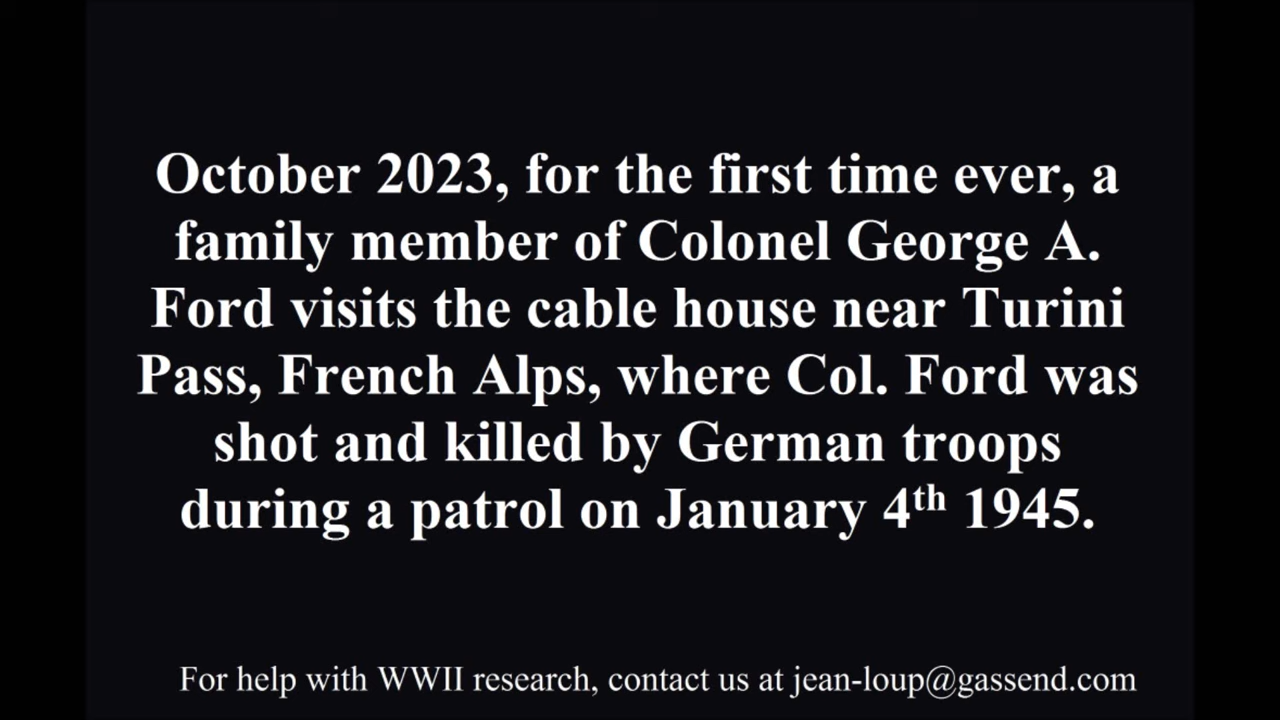 October 2023, for the first time ever, a
family member of Colonel George A.
Ford visits the cable house near Turini
Pass, French Alps, where Col. Ford was
shot and killed by German troops
during a patrol on January 4th 1945.
For help with WWII research, contact us at jean-loup@gassend.com